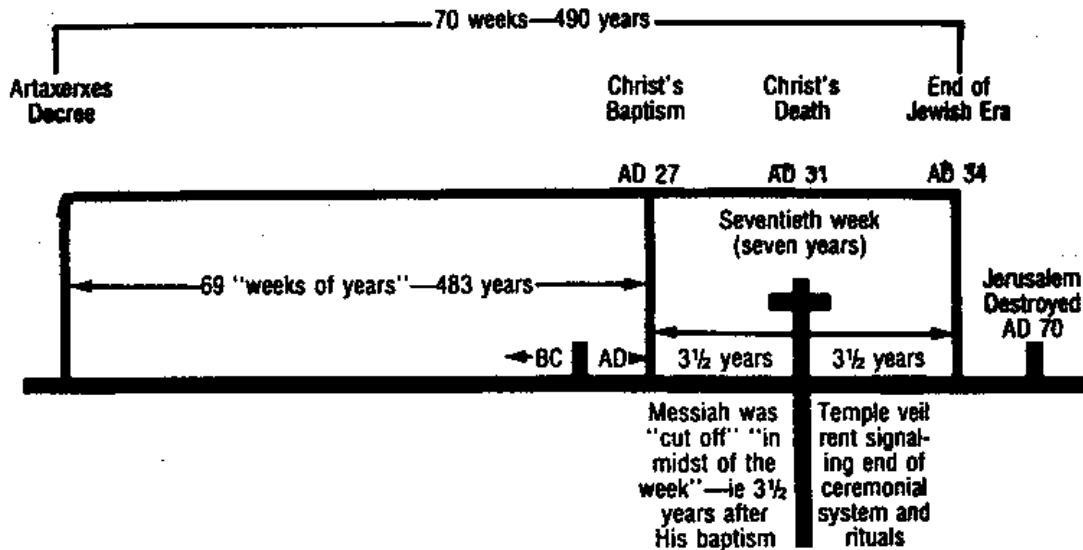 70 weeks—490 years
Artaxerxes
Decree
Christ's
Baptism
Christ's
Death
End of
Jewish Era
AD 27
AD 31
AD 34
Seventieth week
(seven years)
69 "weeks of years"—483 years
Jerusalem
Destroyed
AD 70
BC
AD
3½ years
3½ years
Messiah was
"cut off" "in
midst of the
week"—ie 3½
years after
His baptism
Temple veil
rent signal-
ing end of
ceremonial
system and
rituals